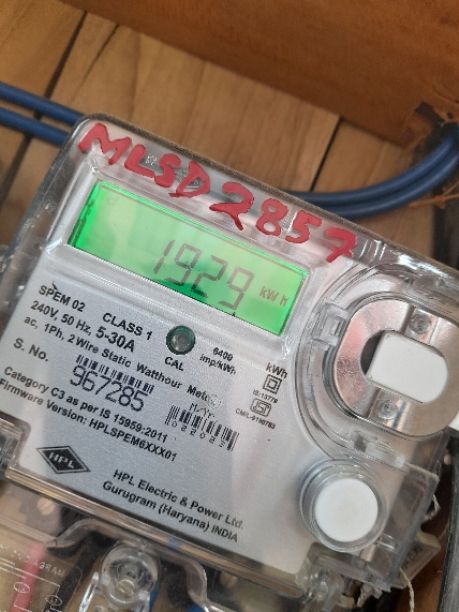 MLSD 2857
1929 kWh
SPEM 02 CLASS 1
240V, 50 Hz, 5-30A
6400 imp/kWh
CAL
kWh
ac, 1Ph, 2 Wire Static Watthour Meter
IS:13779
S. No.
967285
Category C3 as per IS 15959-2011
Firmware Version: HPLSPEM6XXX01
HPL
HPL Electric & Power Ltd.
Gurugram (Haryana) INDIA